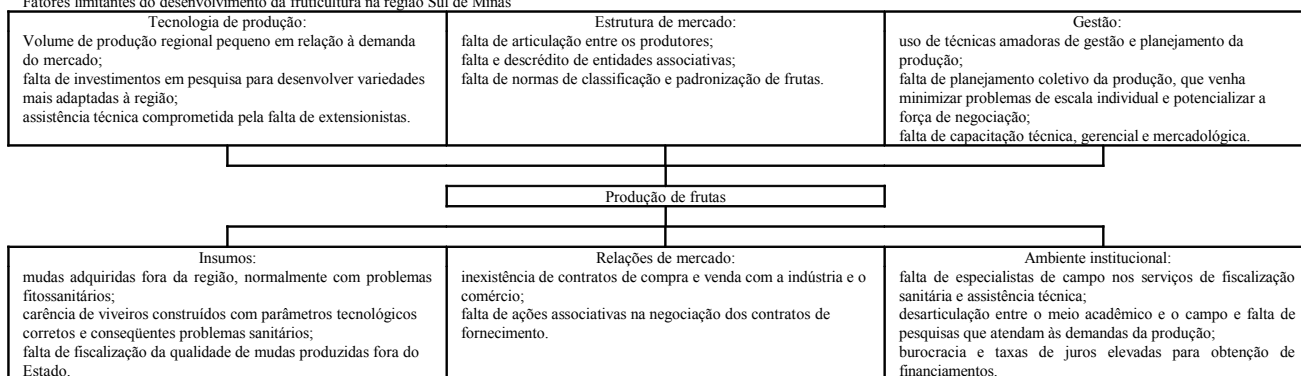 Fatores limitantes do desenvolvimento da fruticultura na região Sul de Minas
Tecnologia de produção:
Volume de produção regional pequeno em relação à demanda
do mercado;
falta de investimentos em pesquisa para desenvolver variedades
mais adaptadas à região;
assistência técnica comprometida pela falta de extensionistas.
Estrutura de mercado:
falta de articulação entre os produtores;
falta e descrédito de entidades associativas;
falta de normas de classificação e padronização de frutas.
Gestão:
uso de técnicas amadoras de gestão e planejamento da
produção;
falta de planejamento coletivo da produção, que venha
minimizar problemas de escala individual e potencializar a
força de negociação;
falta de capacitação técnica, gerencial e mercadológica.
Produção de frutas
Insumos:
mudas adquiridas fora da região, normalmente com problemas
fitossanitários;
carência de viveiros construídos com parâmetros tecnológicos
corretos e conseqüentes problemas sanitários;
falta de fiscalização da qualidade de mudas produzidas fora do
Estado.
Relações de mercado:
inexistência de contratos de compra e venda com a indústria e o
comércio;
falta de ações associativas na negociação dos contratos de
fornecimento.
Ambiente institucional:
falta de especialistas de campo nos serviços de fiscalização
sanitária e assistência técnica;
desarticulação entre o meio acadêmico e o campo e falta de
pesquisas que atendam às demandas da produção;
burocracia e taxas de juros elevadas para obtenção de
financiamentos.